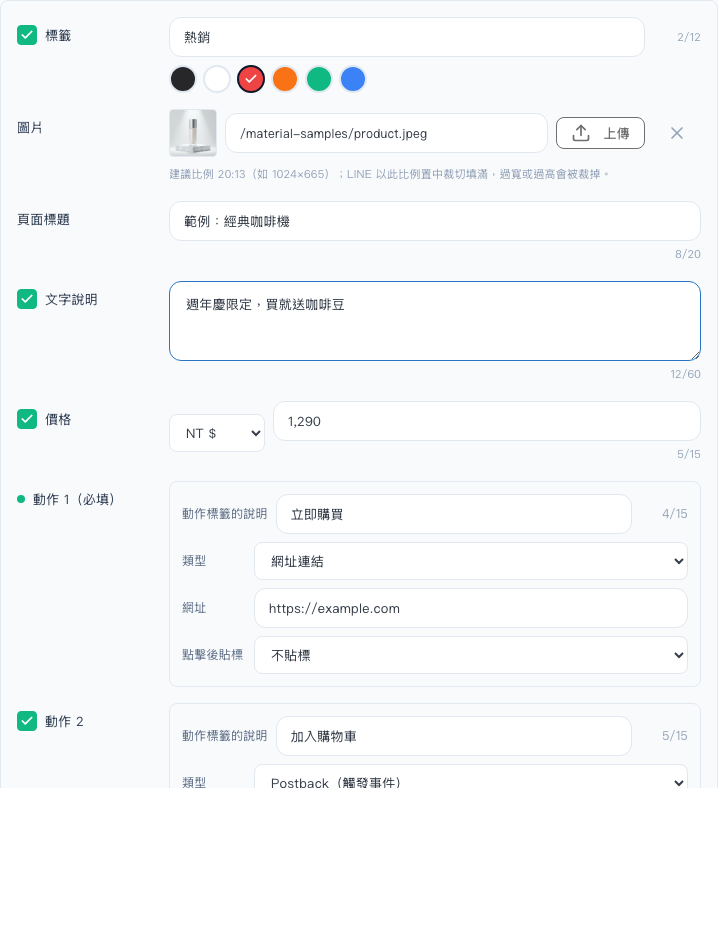 標籤
熱銷
2/12
圖片
/material-samples/product.jpeg
上傳
建議比例 20:13（如 1024×665）；LINE 以此比例置中裁切填滿，過寬或過高會被裁掉。
頁面標題
範例：經典咖啡機
8/20
文字說明
週年慶限定，買就送咖啡豆
12/60
價格
NT $
1,290
5/15
動作 1（必填）
動作標籤的說明
立即購買
4/15
類型
網址連結
網址
https://example.com
點擊後貼標
不貼標
動作 2
動作標籤的說明
加入購物車
5/15
類型
Postback（觸發事件）